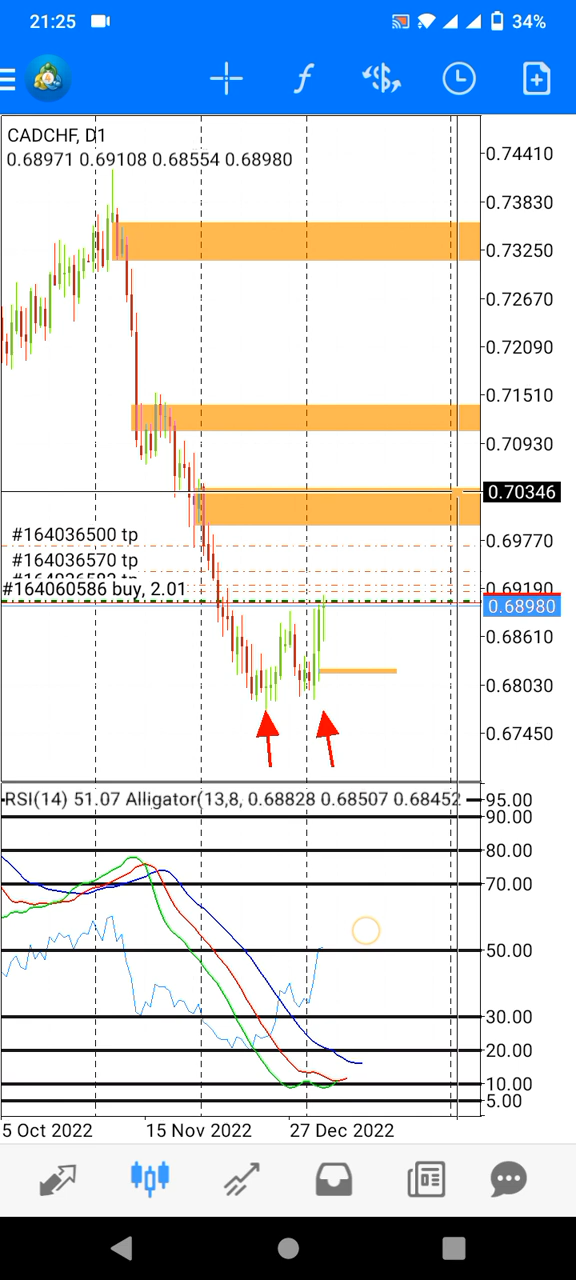 21:25
34%
CADCHF, D1
0.68971 0.69108 0.68554 0.68980
0.74410
0.73830
0.73250
0.72670
0.72090
0.71510
0.70930
0.70346
0.69770
#164036500 tp
#164036570 tp
0.69190
#164060586 buy, 2.01
0.68980
0.68610
0.68030
0.67450
RSI(14) 51.07 Alligator(13,8, 0.68828 0.68507 0.68452
95.00
90.00
80.00
70.00
50.00
30.00
20.00
10.00
5.00
5 Oct 2022
15 Nov 2022
27 Dec 2022